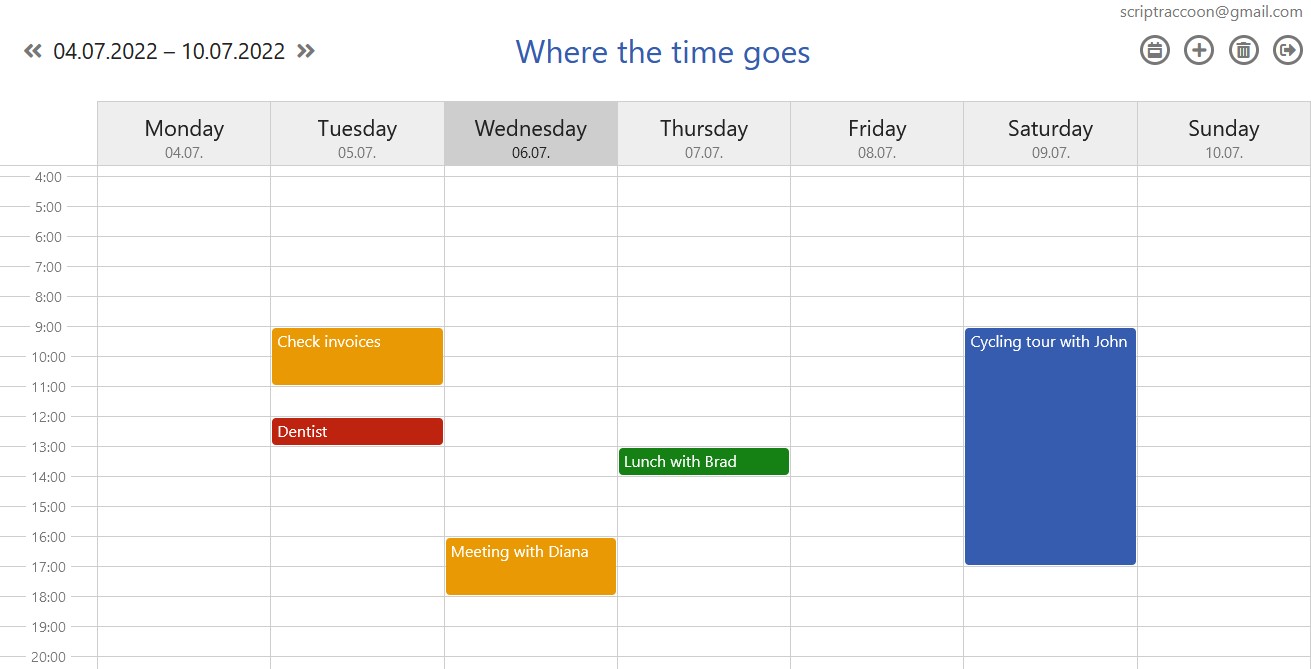 scriptraccoon@gmail.com
04.07.2022 – 10.07.2022
Where the time goes
Monday
04.07.
Tuesday
05.07.
Wednesday
06.07.
Thursday
07.07.
Friday
08.07.
Saturday
09.07.
Sunday
10.07.
4:00
5:00
6:00
7:00
8:00
9:00
Check invoices
Cycling tour with John
10:00
11:00
12:00
Dentist
13:00
Lunch with Brad
14:00
15:00
16:00
Meeting with Diana
17:00
18:00
19:00
20:00